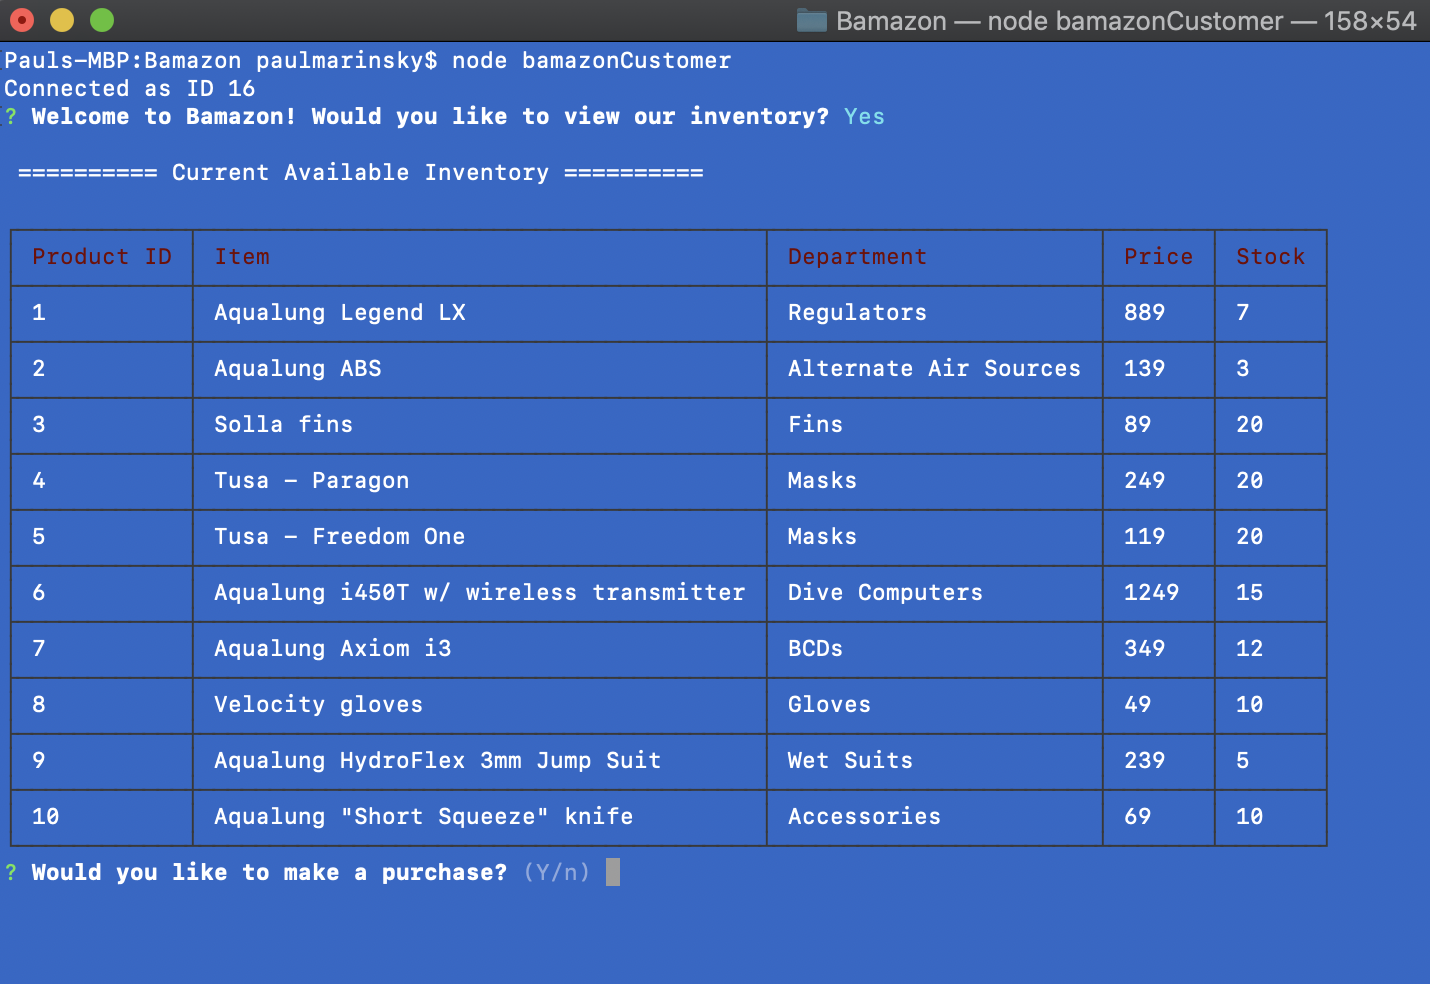 Bamazon — node bamazonCustomer — 158×54
Pauls-MBP:Bamazon paulmarinsky$ node bamazonCustomer
Connected as ID 16
? Welcome to Bamazon! Would you like to view our inventory? Yes
========== Current Available Inventory ==========
Product ID Item Department Price Stock
1 Aqualung Legend LX Regulators 889 7
2 Aqualung ABS Alternate Air Sources 139 3
3 Solla fins Fins 89 20
4 Tusa - Paragon Masks 249 20
5 Tusa - Freedom One Masks 119 20
6 Aqualung i450T w/ wireless transmitter Dive Computers 1249 15
7 Aqualung Axiom i3 BCDs 349 12
8 Velocity gloves Gloves 49 10
9 Aqualung HydroFlex 3mm Jump Suit Wet Suits 239 5
10 Aqualung "Short Squeeze" knife Accessories 69 10
? Would you like to make a purchase? (Y/n)